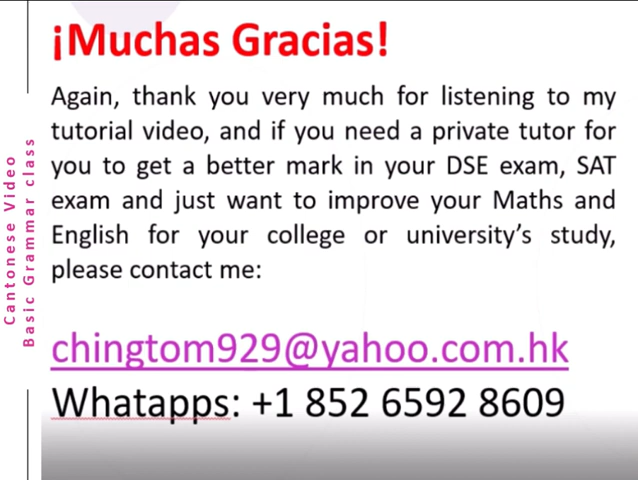 ¡Muchas Gracias!
Again, thank you very much for listening to my
tutorial video, and if you need a private tutor for
you to get a better mark in your DSE exam, SAT
exam and just want to improve your Maths and
English for your college or university's study,
please contact me:
chingtom929@yahoo.com.hk
Whatapps: +1 852 6592 8609
Cantonese Video
Basic Grammar class